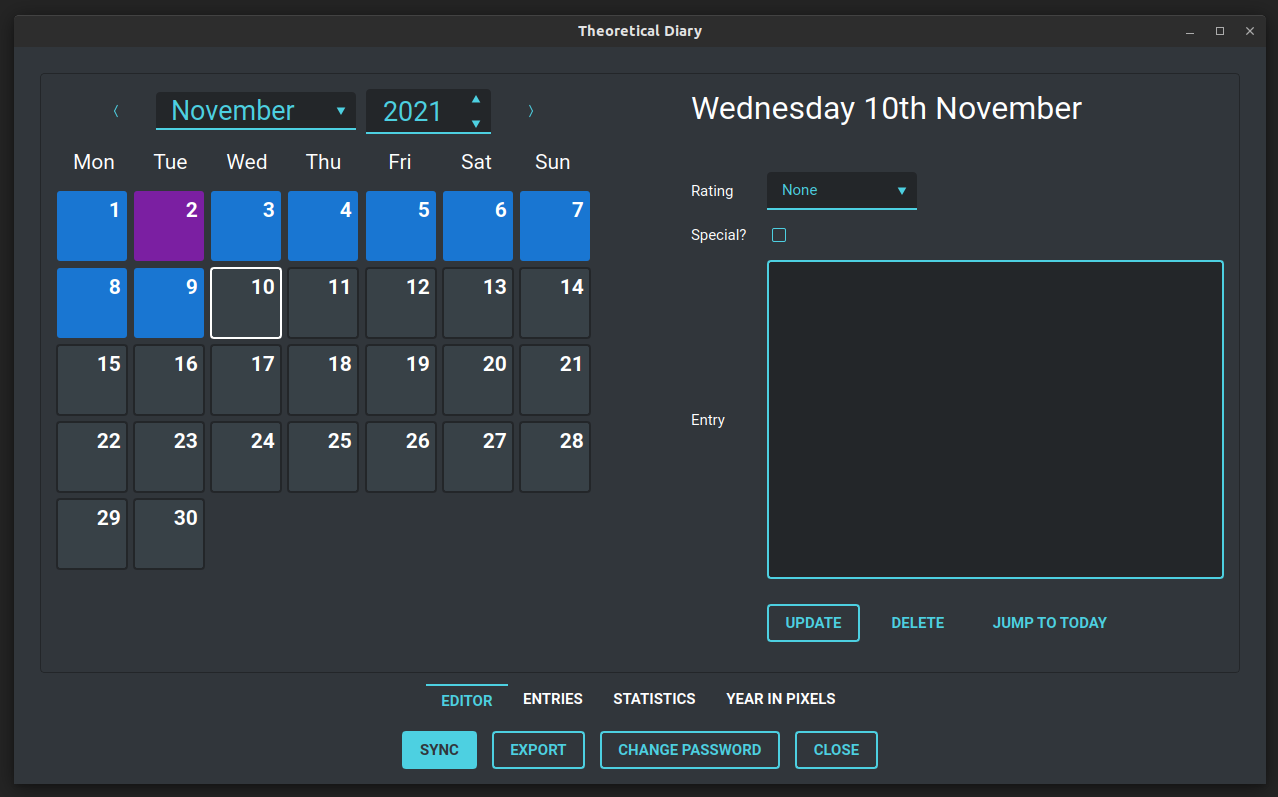 Theoretical Diary
November 2021
Mon Tue Wed Thu Fri Sat Sun
1 2 3 4 5 6 7
8 9 10 11 12 13 14
15 16 17 18 19 20 21
22 23 24 25 26 27 28
29 30
Wednesday 10th November
Rating None
Special?
Entry
UPDATE DELETE JUMP TO TODAY
EDITOR ENTRIES STATISTICS YEAR IN PIXELS
SYNC EXPORT CHANGE PASSWORD CLOSE